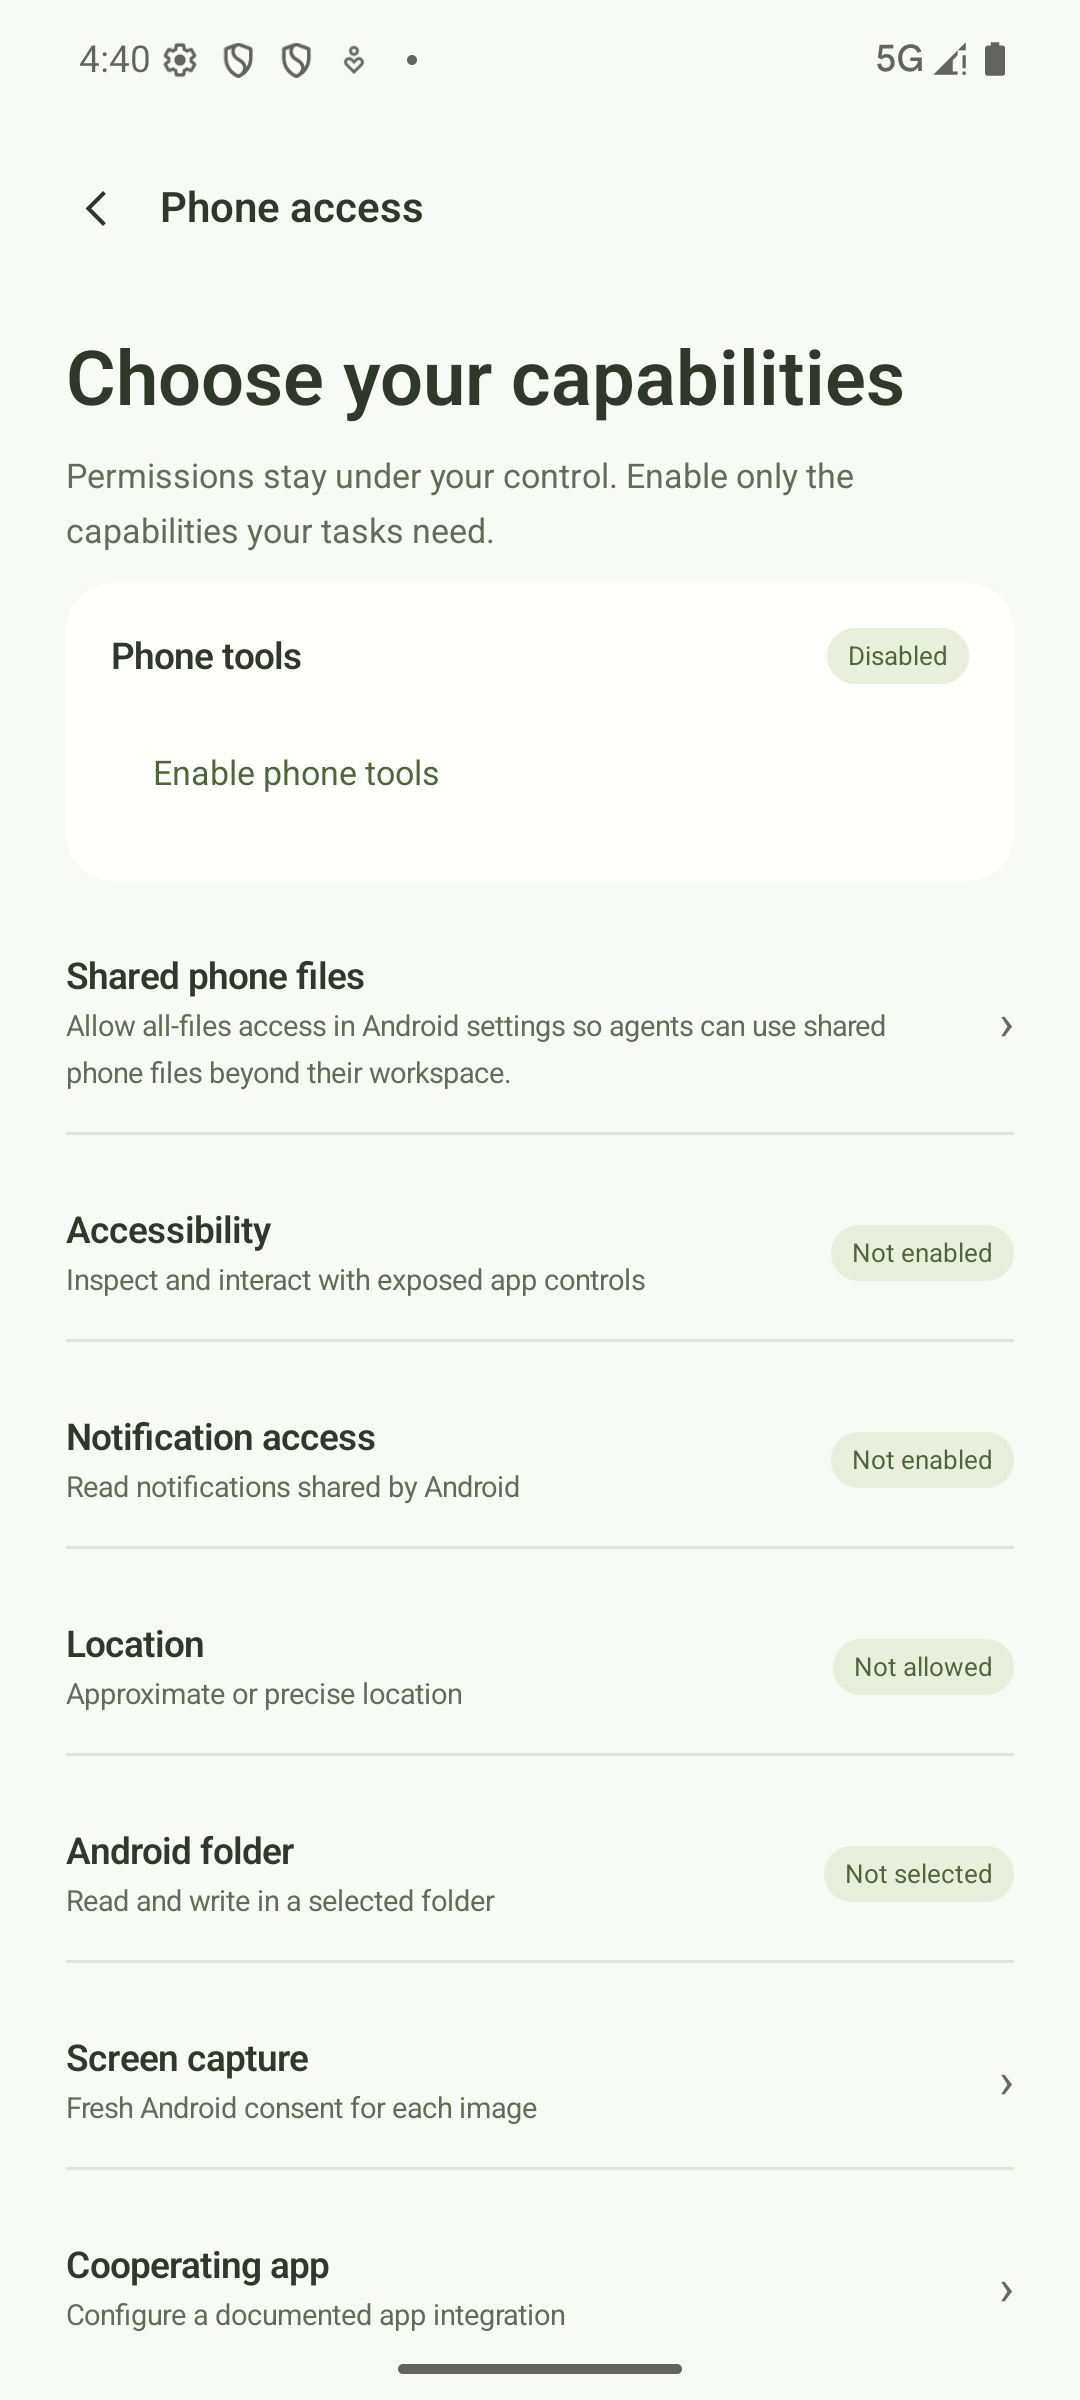 4:40
5G
Phone access
Choose your capabilities
Permissions stay under your control. Enable only the
capabilities your tasks need.
Phone tools
Disabled
Enable phone tools
Shared phone files
Allow all-files access in Android settings so agents can use shared
phone files beyond their workspace.
Accessibility
Inspect and interact with exposed app controls
Not enabled
Notification access
Read notifications shared by Android
Not enabled
Location
Approximate or precise location
Not allowed
Android folder
Read and write in a selected folder
Not selected
Screen capture
Fresh Android consent for each image
Cooperating app
Configure a documented app integration